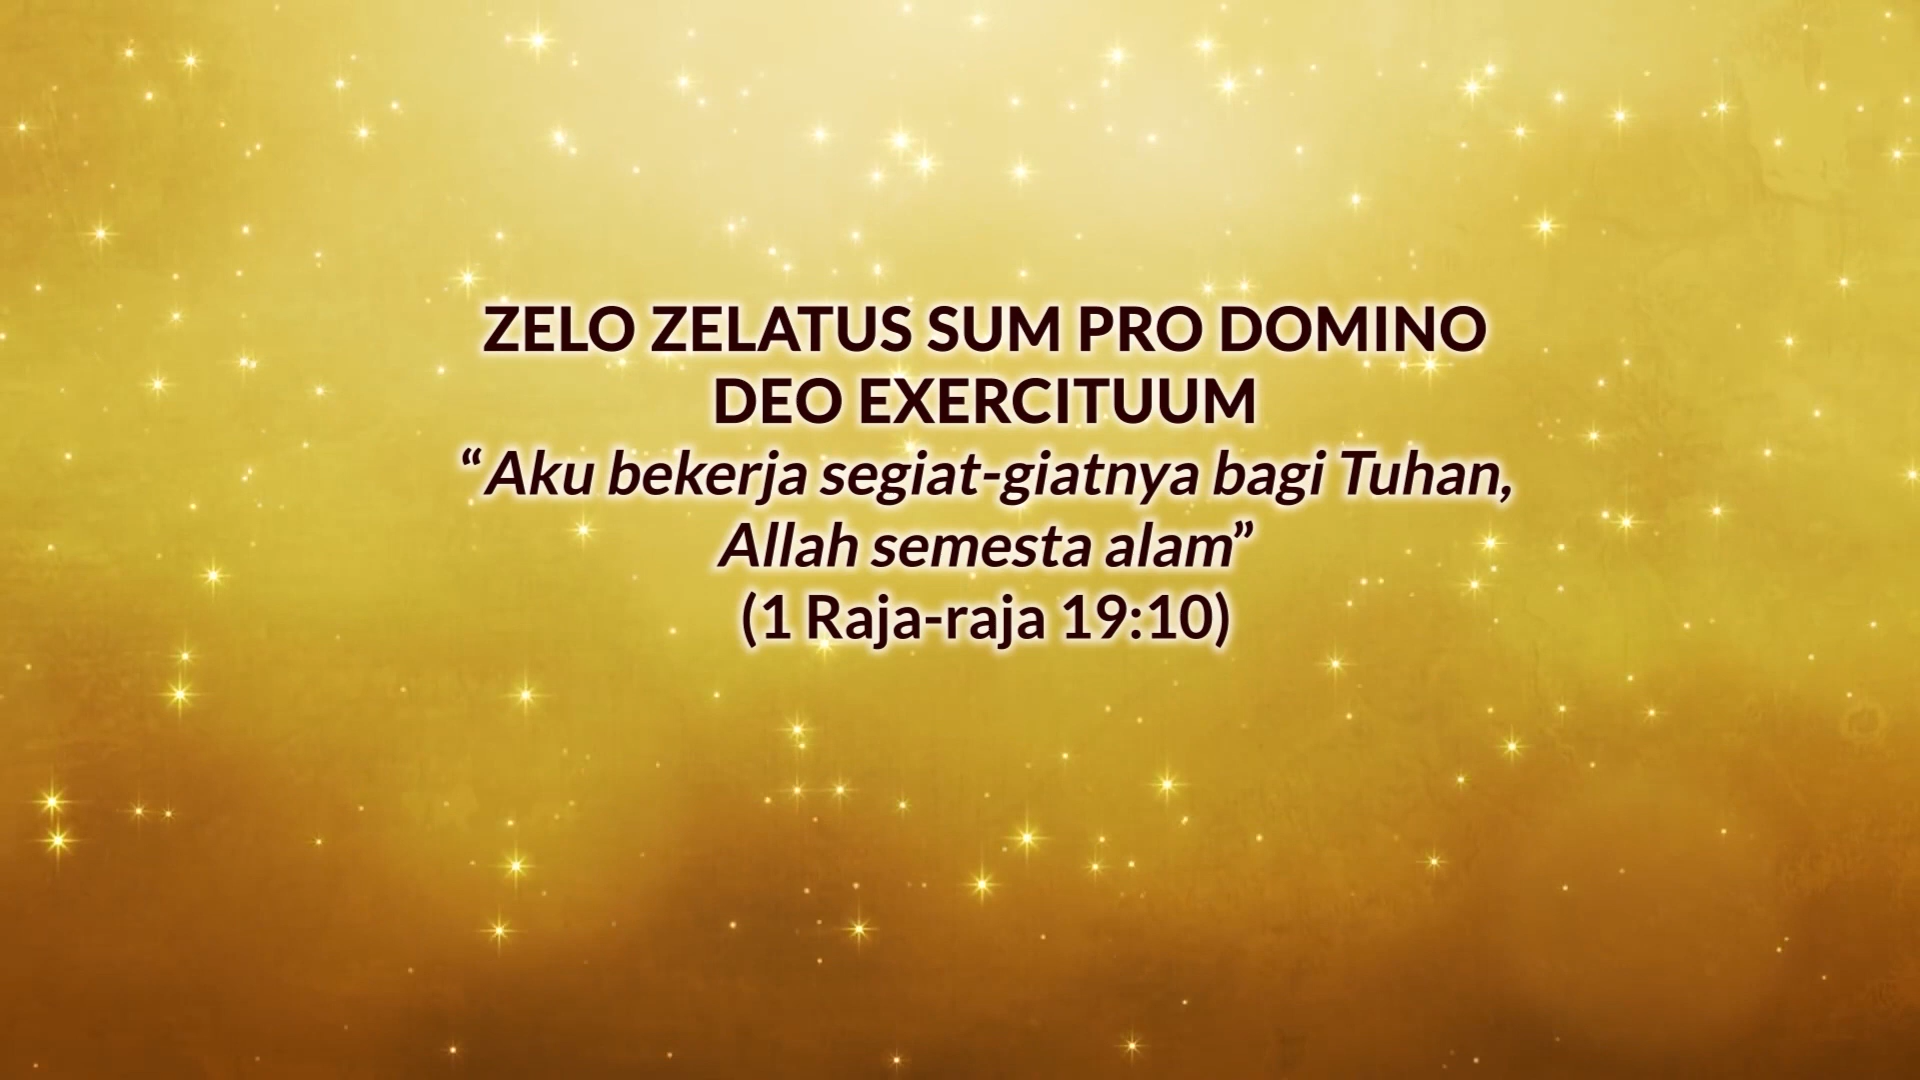 ZELO ZELATUS SUM PRO DOMINO
DEO EXERCITUUM
“Aku bekerja segiat-giatnya bagi Tuhan,
Allah semesta alam”
(1 Raja-raja 19:10)